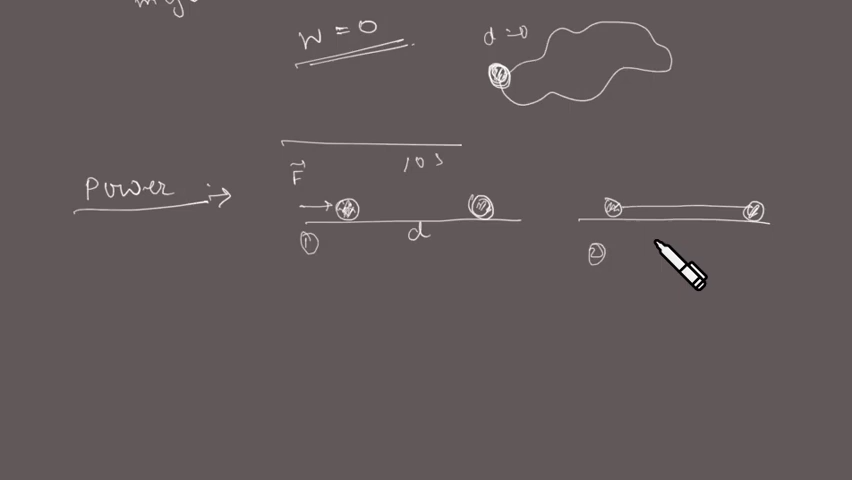 W = 0
d = 0
Power →
F
10 s
d
①
②